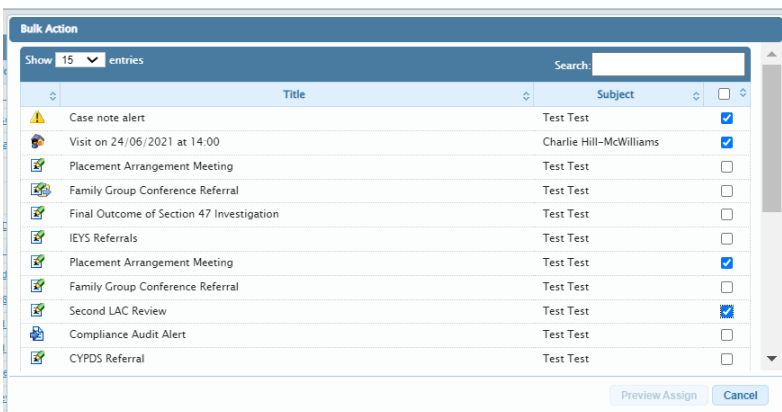 Bulk Action
Show 15 entries Search:
Title Subject
Case note alert Test Test
Visit on 24/06/2021 at 14:00 Charlie Hill-McWilliams
Placement Arrangement Meeting Test Test
Family Group Conference Referral Test Test
Final Outcome of Section 47 Investigation Test Test
IEYS Referrals Test Test
Placement Arrangement Meeting Test Test
Family Group Conference Referral Test Test
Second LAC Review Test Test
Compliance Audit Alert Test Test
CYPDS Referral Test Test
Preview Assign Cancel